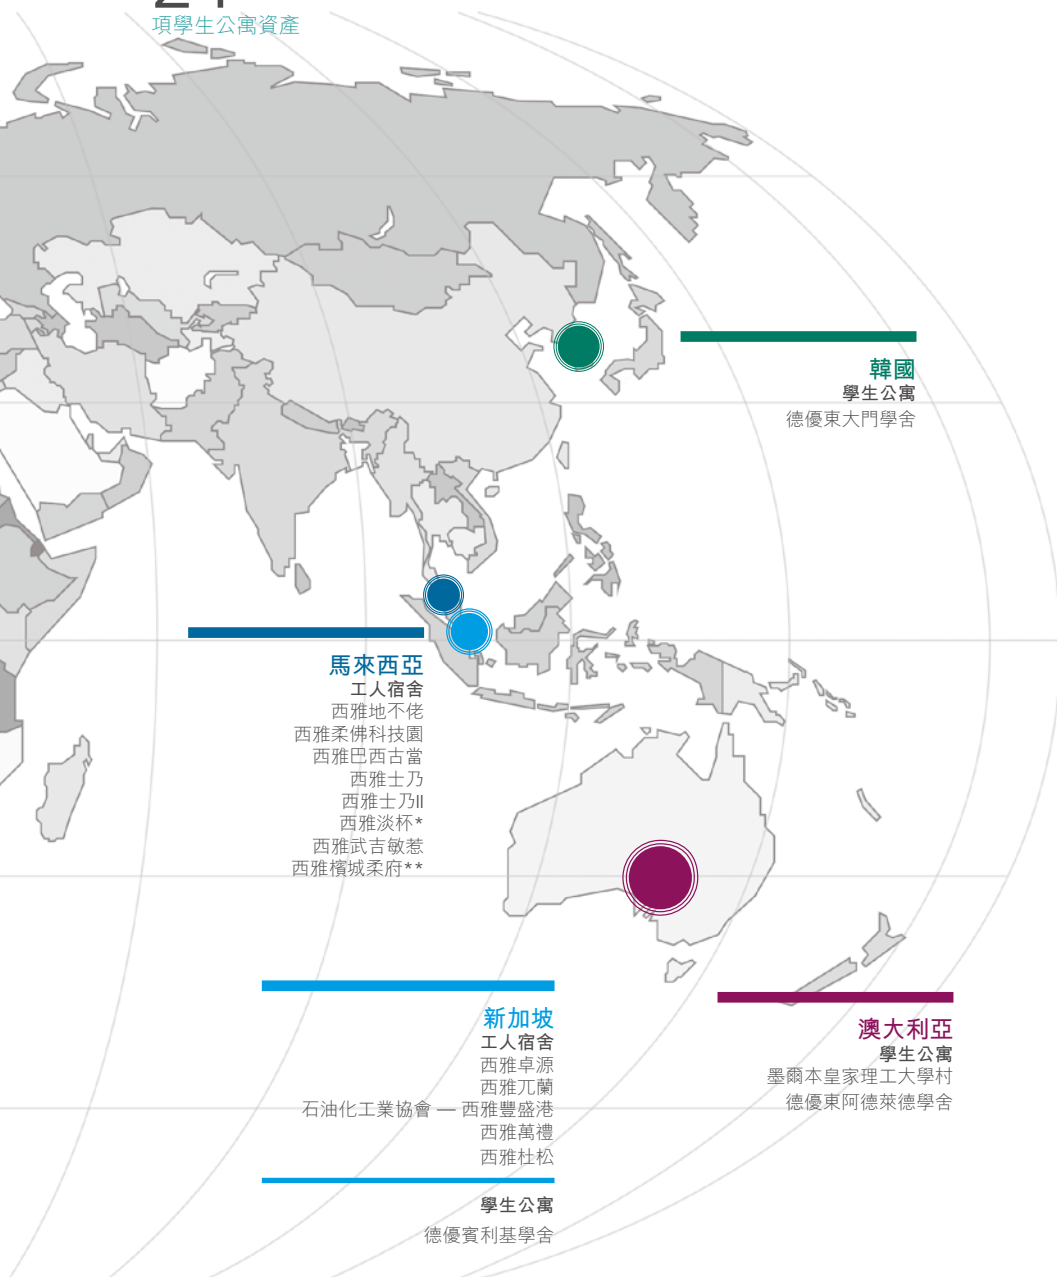 項學生公寓資產
韓國
學生公寓
德優東大門學舍
馬來西亞
工人宿舍
西雅地不佬
西雅柔佛科技園
西雅巴西古當
西雅士乃
西雅士乃II
西雅淡杯*
西雅武吉敏惹
西雅檳城柔府**
新加坡
工人宿舍
西雅卓源
西雅兀蘭
石油化工業協會 — 西雅豐盛港
西雅萬禮
西雅杜松
學生公寓
德優賓利基學舍
澳大利亞
學生公寓
墨爾本皇家理工大學村
德優東阿德萊德學舍